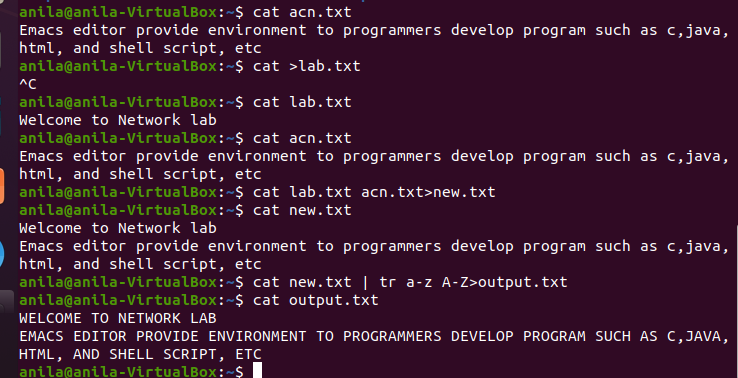 anila@anila-VirtualBox:~$ cat acn.txt
Emacs editor provide environment to programmers develop program such as c,java,
html, and shell script, etc
anila@anila-VirtualBox:~$ cat >lab.txt
^C
anila@anila-VirtualBox:~$ cat lab.txt
Welcome to Network lab
anila@anila-VirtualBox:~$ cat acn.txt
Emacs editor provide environment to programmers develop program such as c,java,
html, and shell script, etc
anila@anila-VirtualBox:~$ cat lab.txt acn.txt>new.txt
anila@anila-VirtualBox:~$ cat new.txt
Welcome to Network lab
Emacs editor provide environment to programmers develop program such as c,java,
html, and shell script, etc
anila@anila-VirtualBox:~$ cat new.txt | tr a-z A-Z>output.txt
anila@anila-VirtualBox:~$ cat output.txt
WELCOME TO NETWORK LAB
EMACS EDITOR PROVIDE ENVIRONMENT TO PROGRAMMERS DEVELOP PROGRAM SUCH AS C,JAVA,
HTML, AND SHELL SCRIPT, ETC
anila@anila-VirtualBox:~$